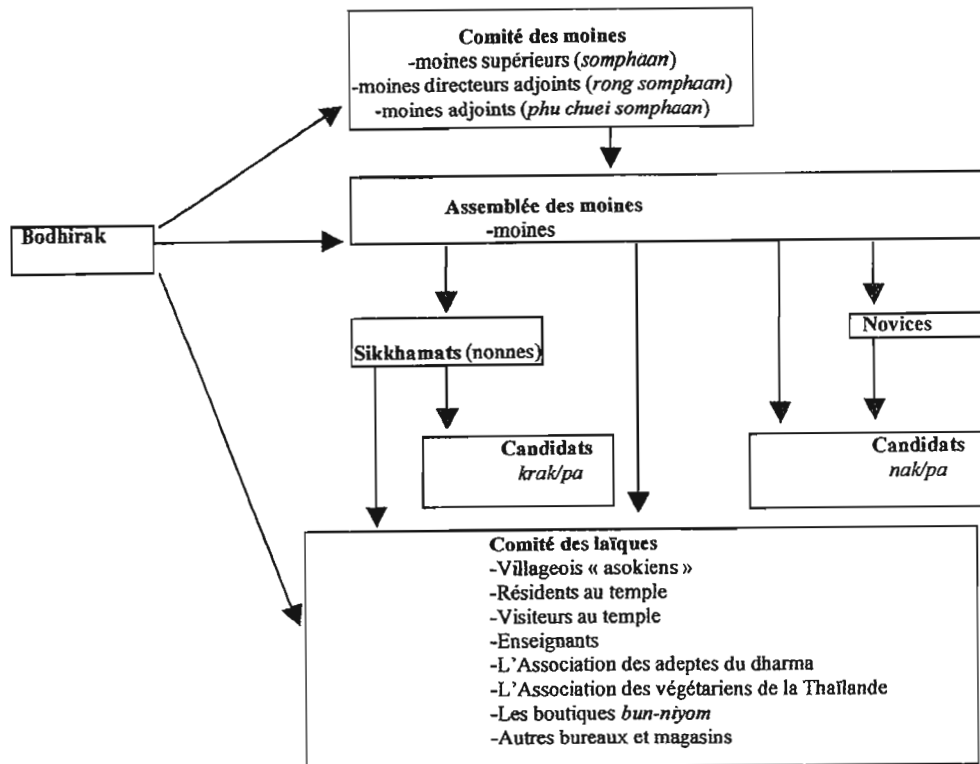 Comité des moines
-moines supérieurs (somphaan)
-moines directeurs adjoints (rong somphaan)
-moines adjoints (phu chuei somphaan)
Assemblée des moines
-moines
Bodhirak
Sikkhamats (nonnes)
Novices
Candidats
krak/pa
Candidats
nak/pa
Comité des laïques
-Villageois « asokiens »
-Résidents au temple
-Visiteurs au temple
-Enseignants
-L'Association des adeptes du dharma
-L'Association des végétariens de la Thaïlande
-Les boutiques bun-niyom
-Autres bureaux et magasins